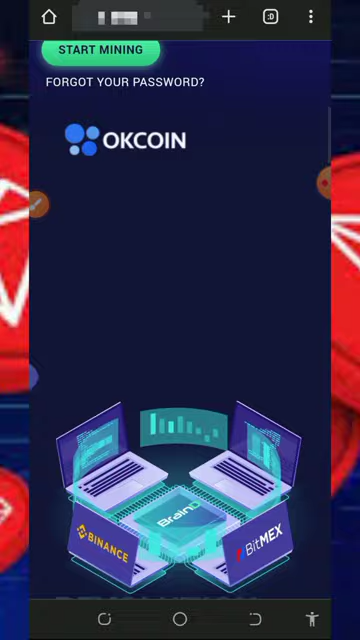 :D
START MINING
FORGOT YOUR PASSWORD?
OKCOIN
BINANCE
BitMEX